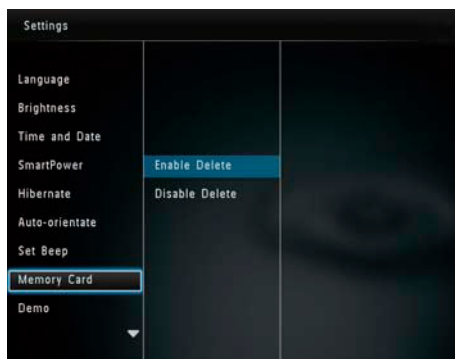 Settings
Language
Brightness
Time and Date
SmartPower
Hibernate
Auto-orientate
Set Beep
Memory Card
Demo
Enable Delete
Disable Delete